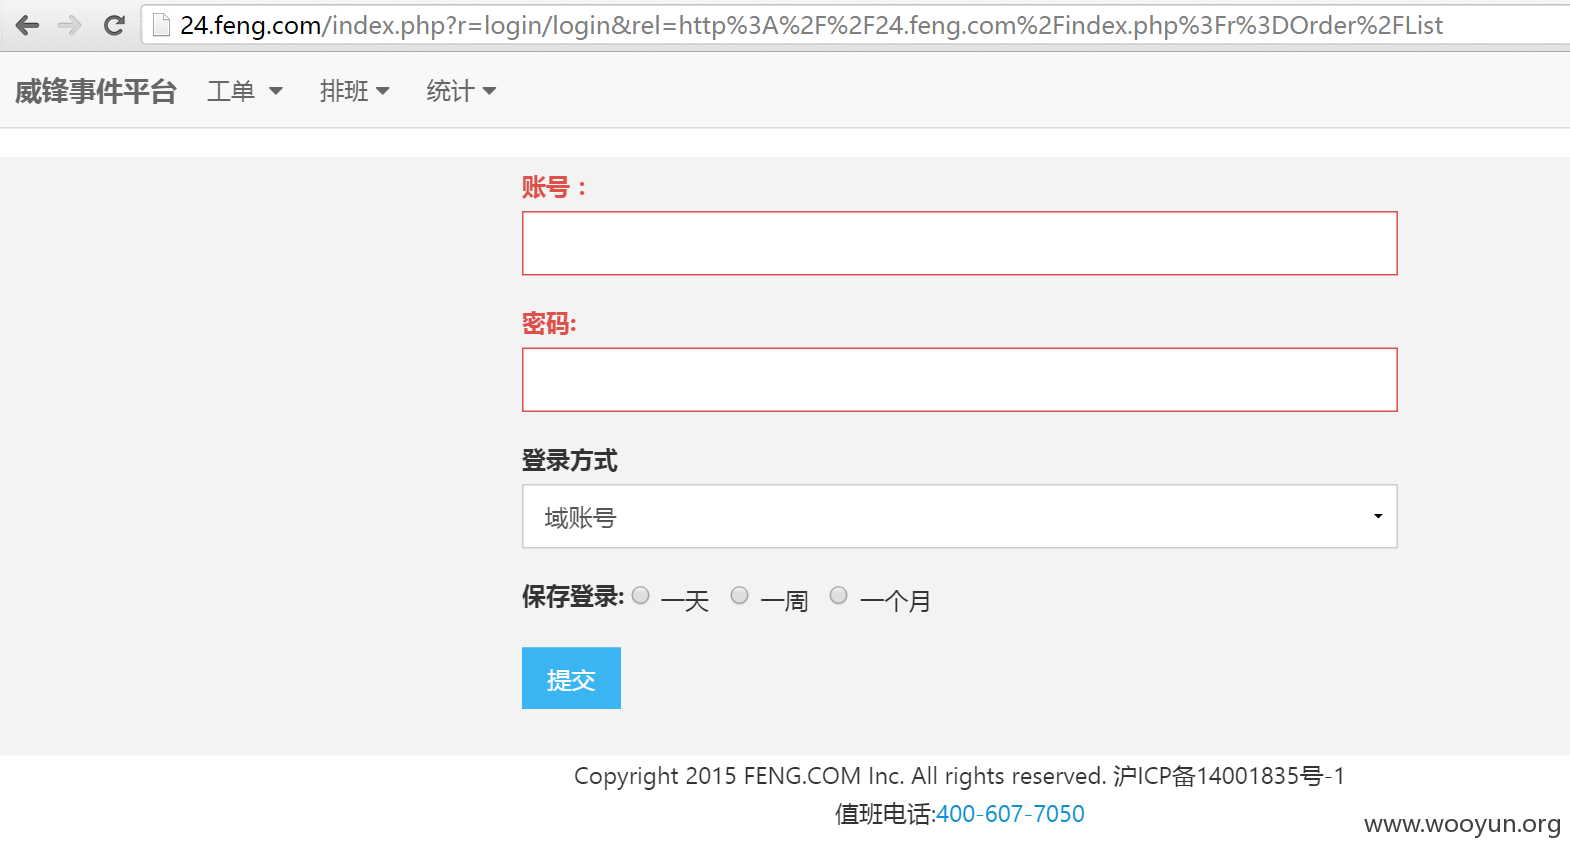 24.feng.com/index.php?r=login/login&rel=http%3A%2F%2F24.feng.com%2Findex.php%3Fr%3DOrder%2FList
威锋事件平台 工单 排班 统计
账号：
密码:
登录方式
域账号
保存登录: 一天 一周 一个月
提交
Copyright 2015 FENG.COM Inc. All rights reserved. 沪ICP备14001835号-1
值班电话:400-607-7050
www.wooyun.org